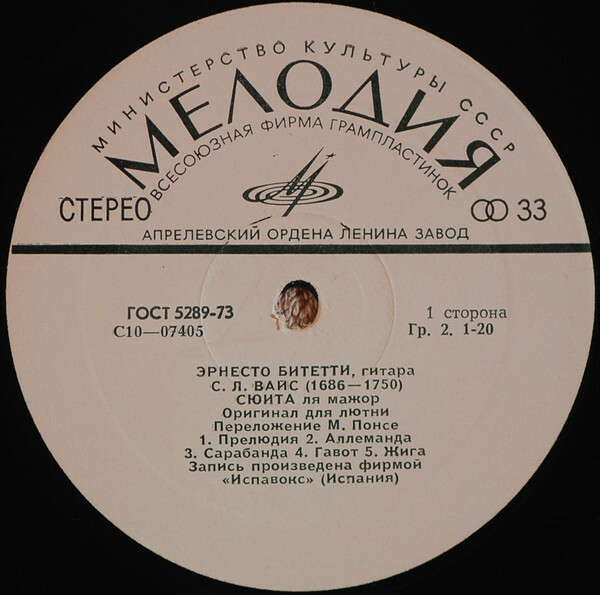 МИНИСТЕРСТВО КУЛЬТУРЫ СССР
МЕЛОДИЯ
ВСЕСОЮЗНАЯ ФИРМА ГРАМПЛАСТИНОК
СТЕРЕО
33
АПРЕЛЕВСКИЙ ОРДЕНА ЛЕНИНА ЗАВОД
ГОСТ 5289-73
С10—07405
1 сторона
Гр. 2. 1-20
ЭРНЕСТО БИТЕТТИ, гитара
С. Л. ВАЙС (1686—1750)
СЮИТА ля мажор
Оригинал для лютни
Переложение М. Понсе
1. Прелюдия 2. Аллеманда
3. Сарабанда 4. Гавот 5. Жига
Запись произведена фирмой
«Испавокс» (Испания)